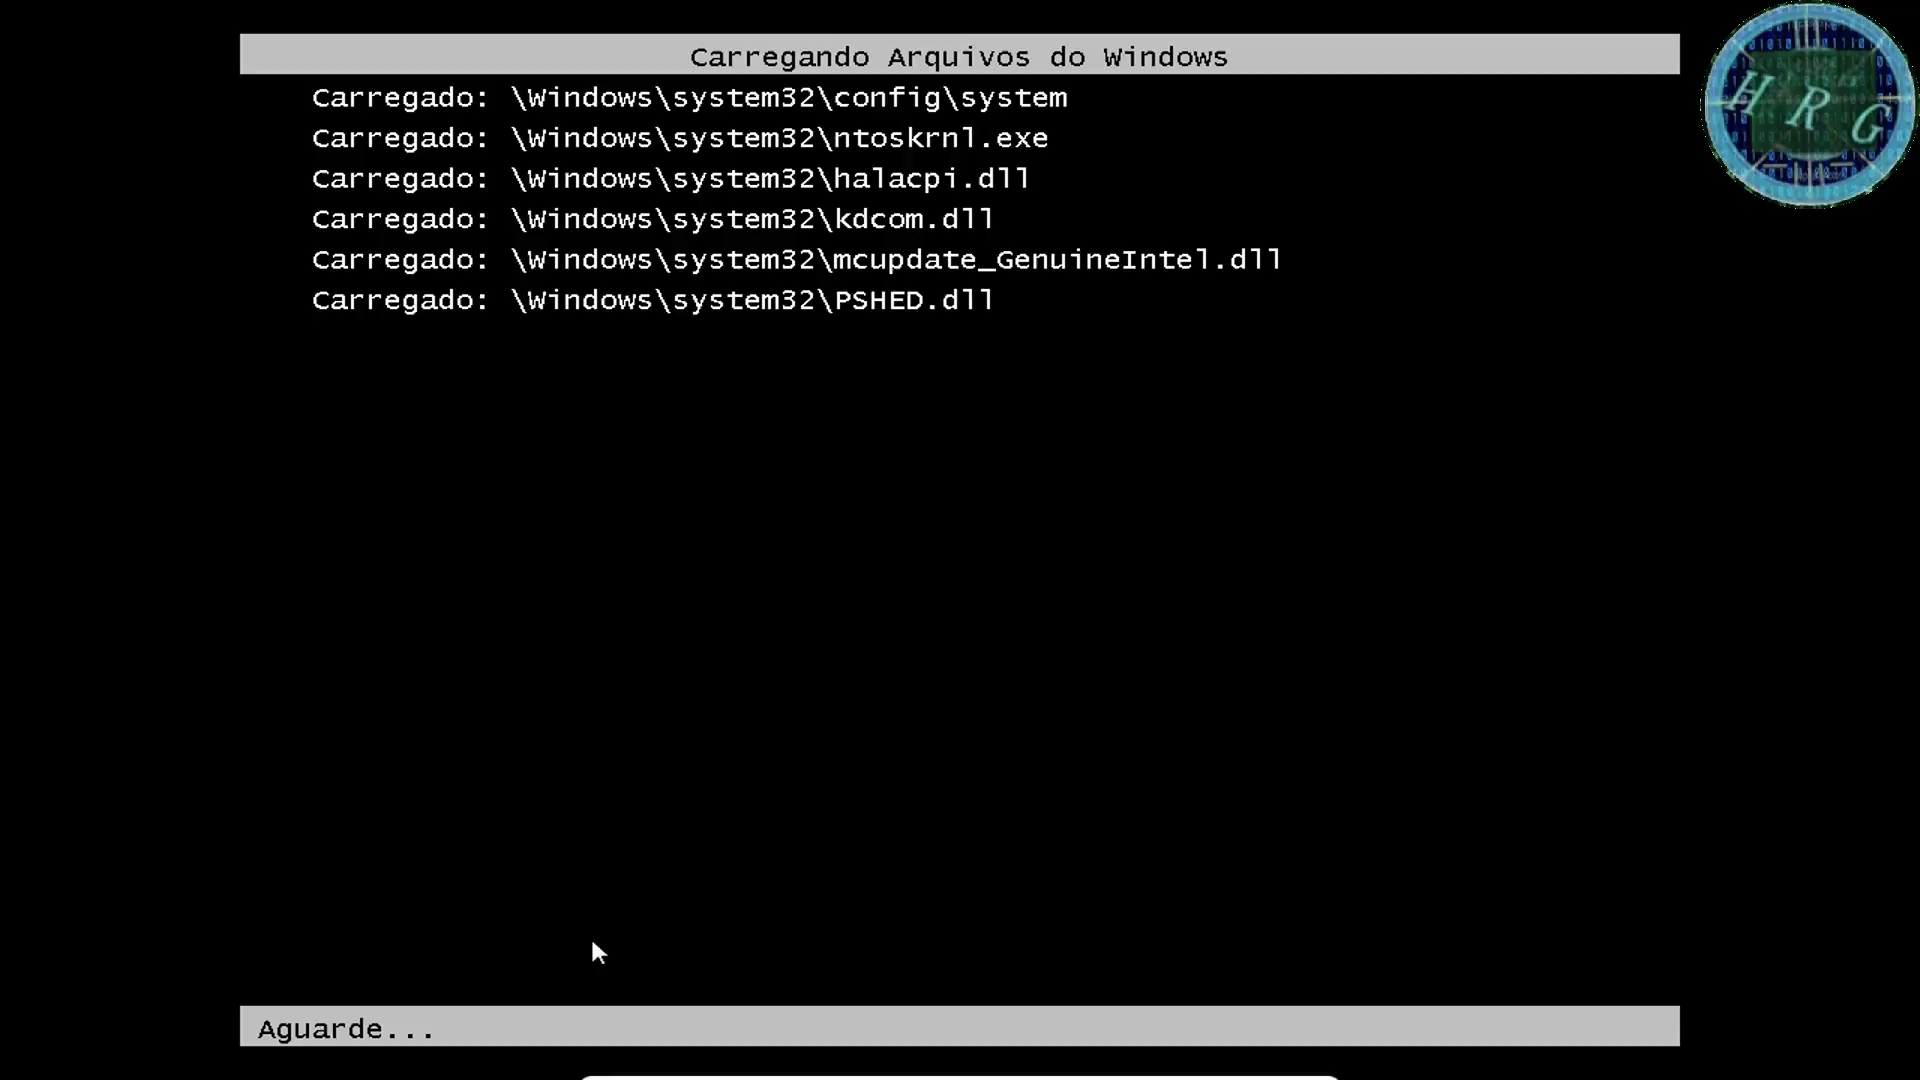 Carregando Arquivos do Windows
Carregado: \Windows\system32\config\system
Carregado: \Windows\system32\ntoskrnl.exe
Carregado: \Windows\system32\halacpi.dll
Carregado: \Windows\system32\kdcom.dll
Carregado: \Windows\system32\mcupdate_GenuineIntel.dll
Carregado: \Windows\system32\PSHED.dll
Aguarde...
H R G